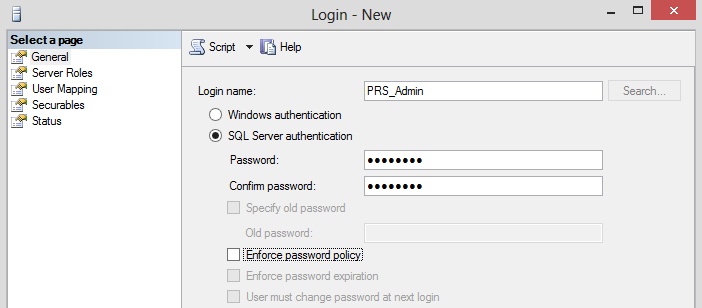 Login - New
Select a page
General
Server Roles
User Mapping
Securables
Status
Script
Help
Login name:
PRS_Admin
Search...
Windows authentication
SQL Server authentication
Password:
●●●●●●●●
Confirm password:
●●●●●●●●
Specify old password
Old password:
Enforce password policy
Enforce password expiration
User must change password at next login